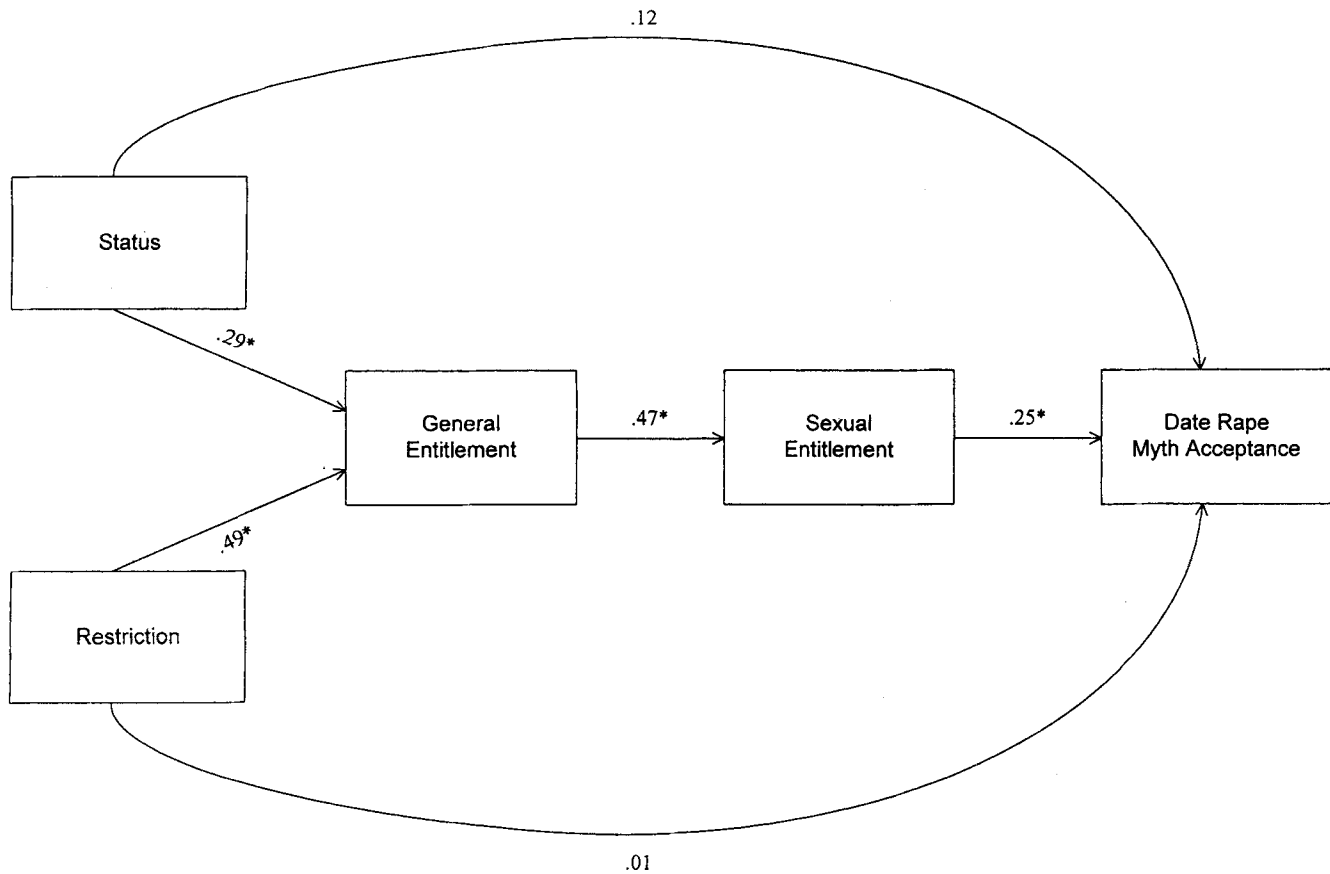 .12
Status
.29*
General
Entitlement
.47*
Sexual
Entitlement
.25*
Date Rape
Myth Acceptance
.49*
Restriction
.01